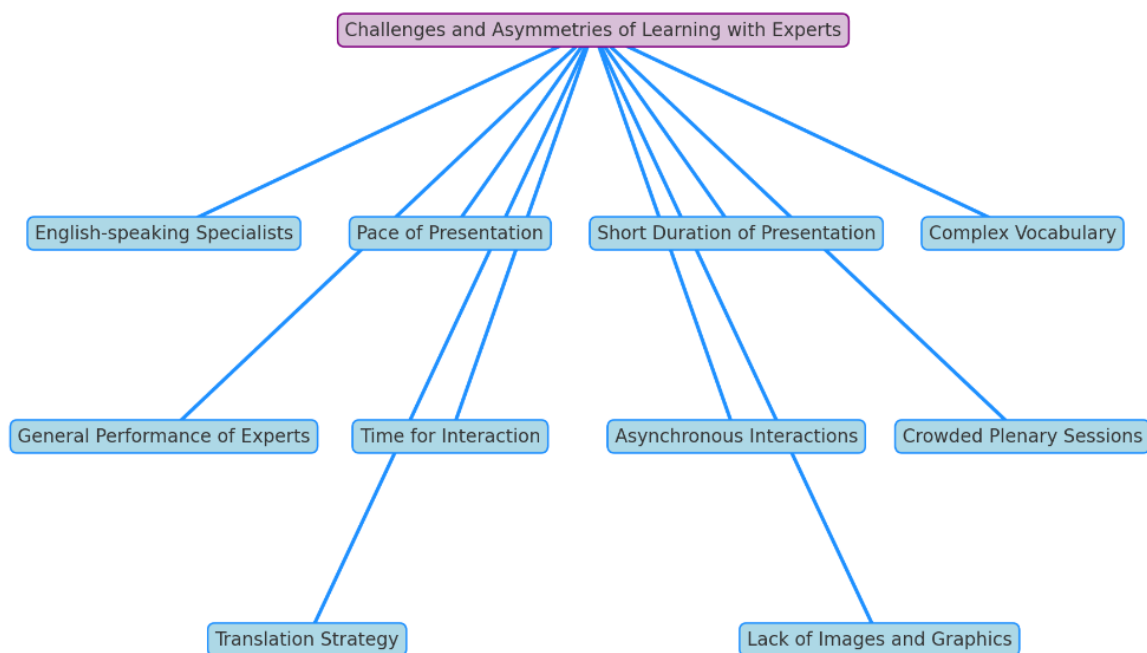 Challenges and Asymmetries of Learning with Experts
English-speaking Specialists
Pace of Presentation
Short Duration of Presentation
Complex Vocabulary
General Performance of Experts
Time for Interaction
Asynchronous Interactions
Crowded Plenary Sessions
Translation Strategy
Lack of Images and Graphics